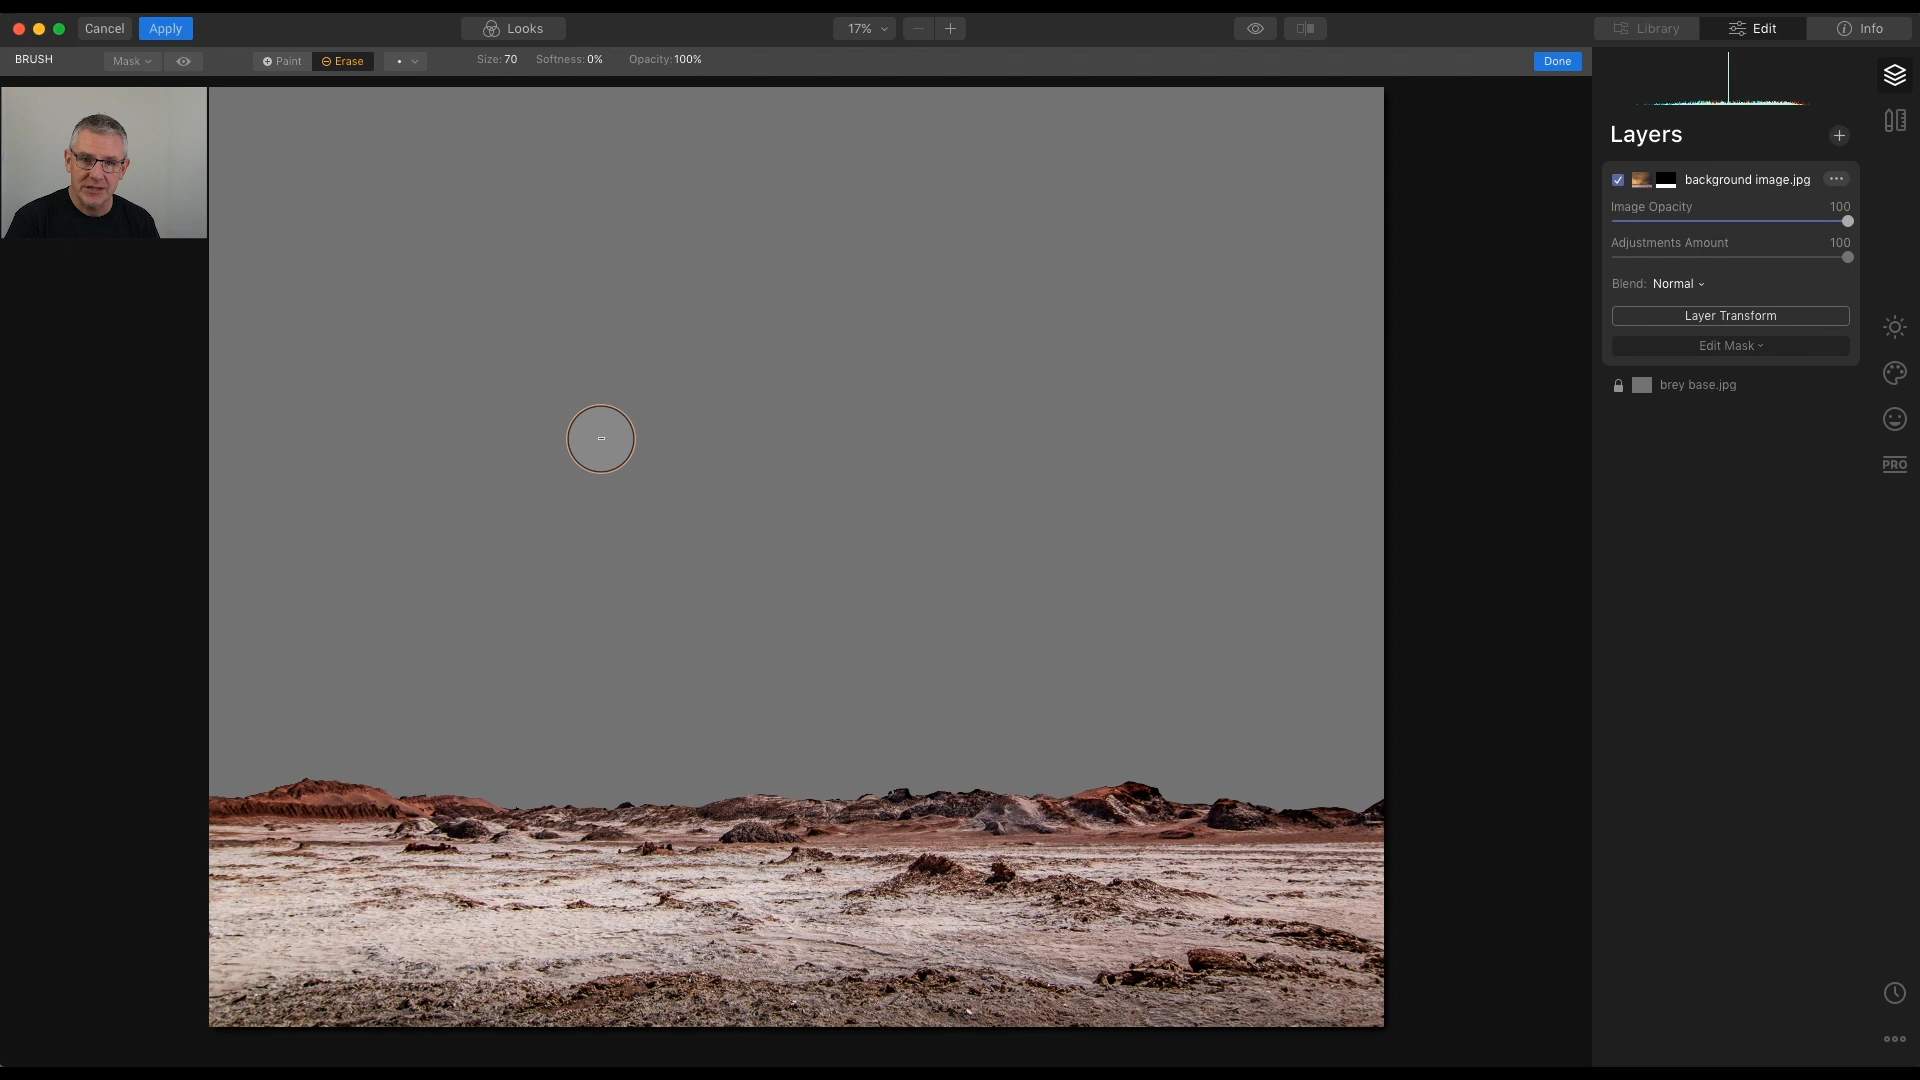 Cancel Apply Looks 17% Library Edit Info
BRUSH Mask Paint Erase Size: 70 Softness: 0% Opacity: 100% Done
Layers
background image.jpg
Image Opacity 100
Adjustments Amount 100
Blend: Normal
Layer Transform
Edit Mask
brey base.jpg
PRO